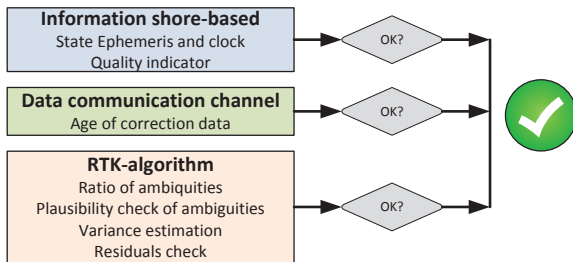 Information shore-based
State Ephemeris and clock
Quality indicator
OK?
Data communication channel
Age of correction data
OK?
RTK-algorithm
Ratio of ambiquities
Plausibility check of ambiguities
Variance estimation
Residuals check
OK?